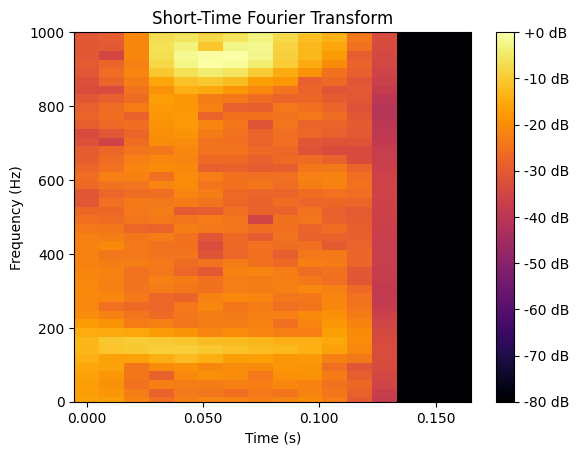 Short-Time Fourier Transform
1000
800
600
400
200
0
Frequency (Hz)
0.000
0.050
0.100
0.150
Time (s)
+0 dB
-10 dB
-20 dB
-30 dB
-40 dB
-50 dB
-60 dB
-70 dB
-80 dB